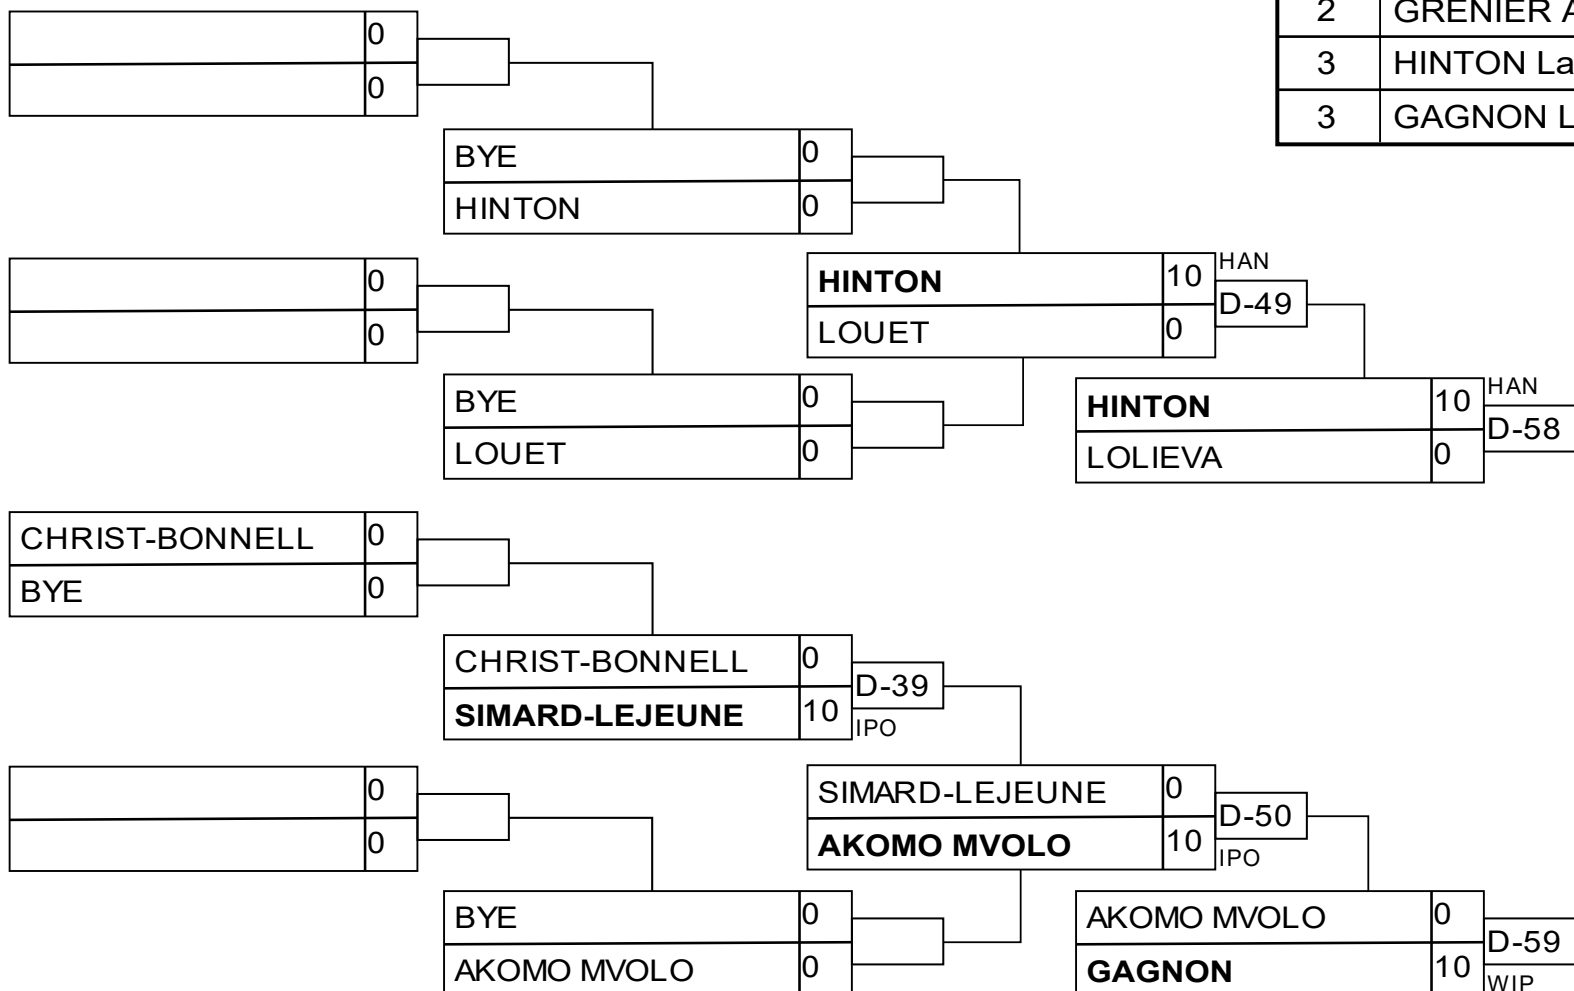 0
0
2 GRENIER A
3 HINTON La
3 GAGNON L
BYE 0
HINTON 0
0
0
HINTON 10 HAN
D-49
LOUET 0
BYE 0
LOUET 0
HINTON 10 HAN
D-58
LOLIEVA 0
CHRIST-BONNELL 0
BYE 0
CHRIST-BONNELL 0
D-39
SIMARD-LEJEUNE 10 IPO
0
0
SIMARD-LEJEUNE 0
D-50
AKOMO MVOLO 10 IPO
BYE 0
AKOMO MVOLO 0
AKOMO MVOLO 0
D-59
GAGNON 10 WIP